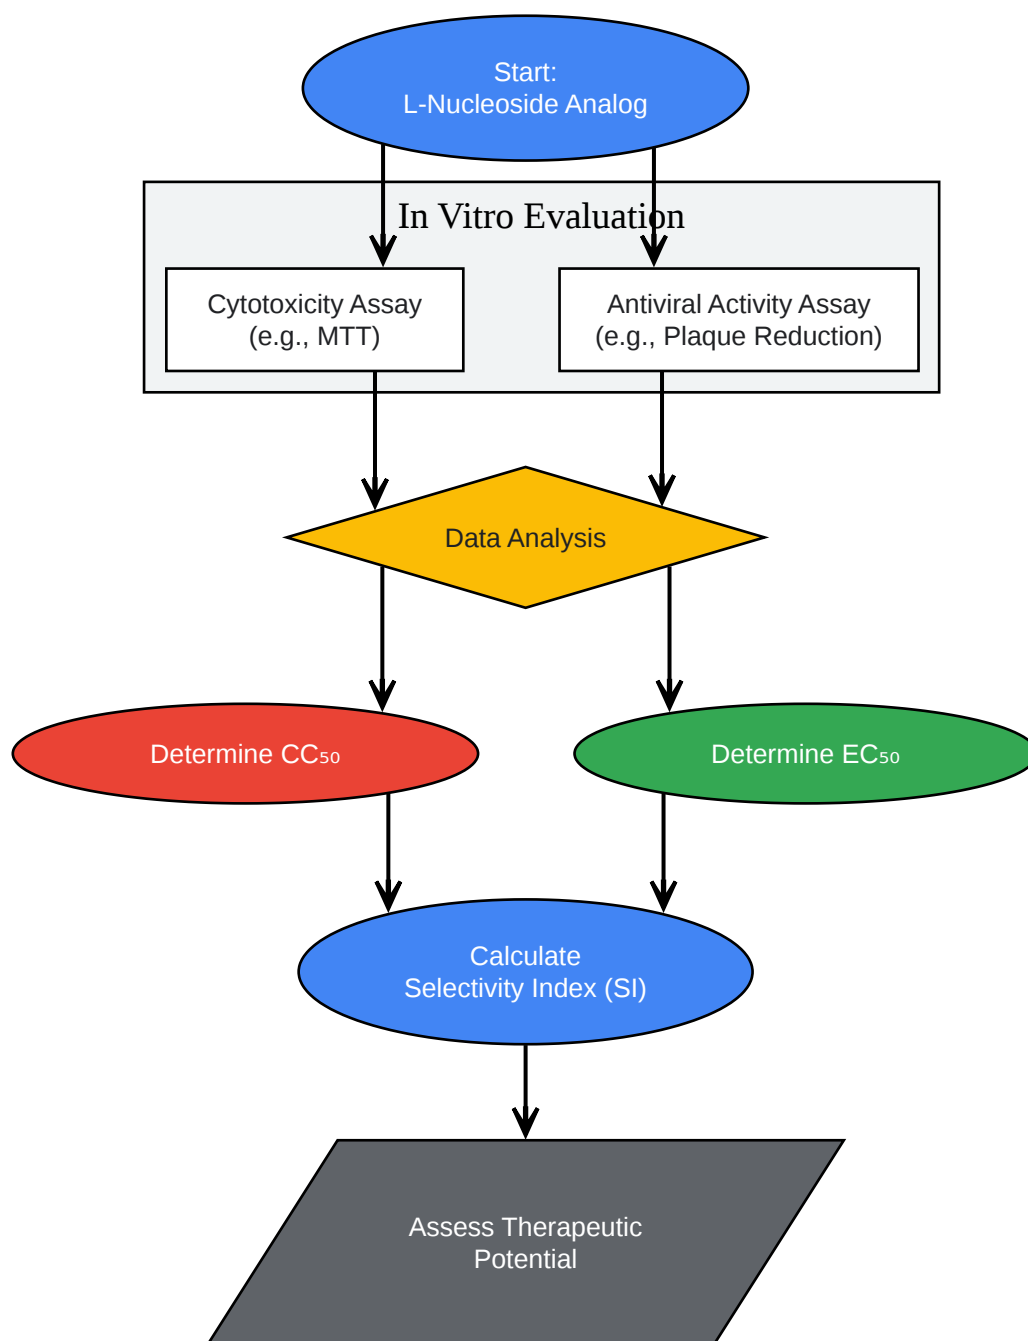 Start:
L-Nucleoside Analog
In Vitro Evaluation
Cytotoxicity Assay
(e.g., MTT)
Antiviral Activity Assay
(e.g., Plaque Reduction)
Data Analysis
Determine CC₅₀
Determine EC₅₀
Calculate
Selectivity Index (SI)
Assess Therapeutic
Potential